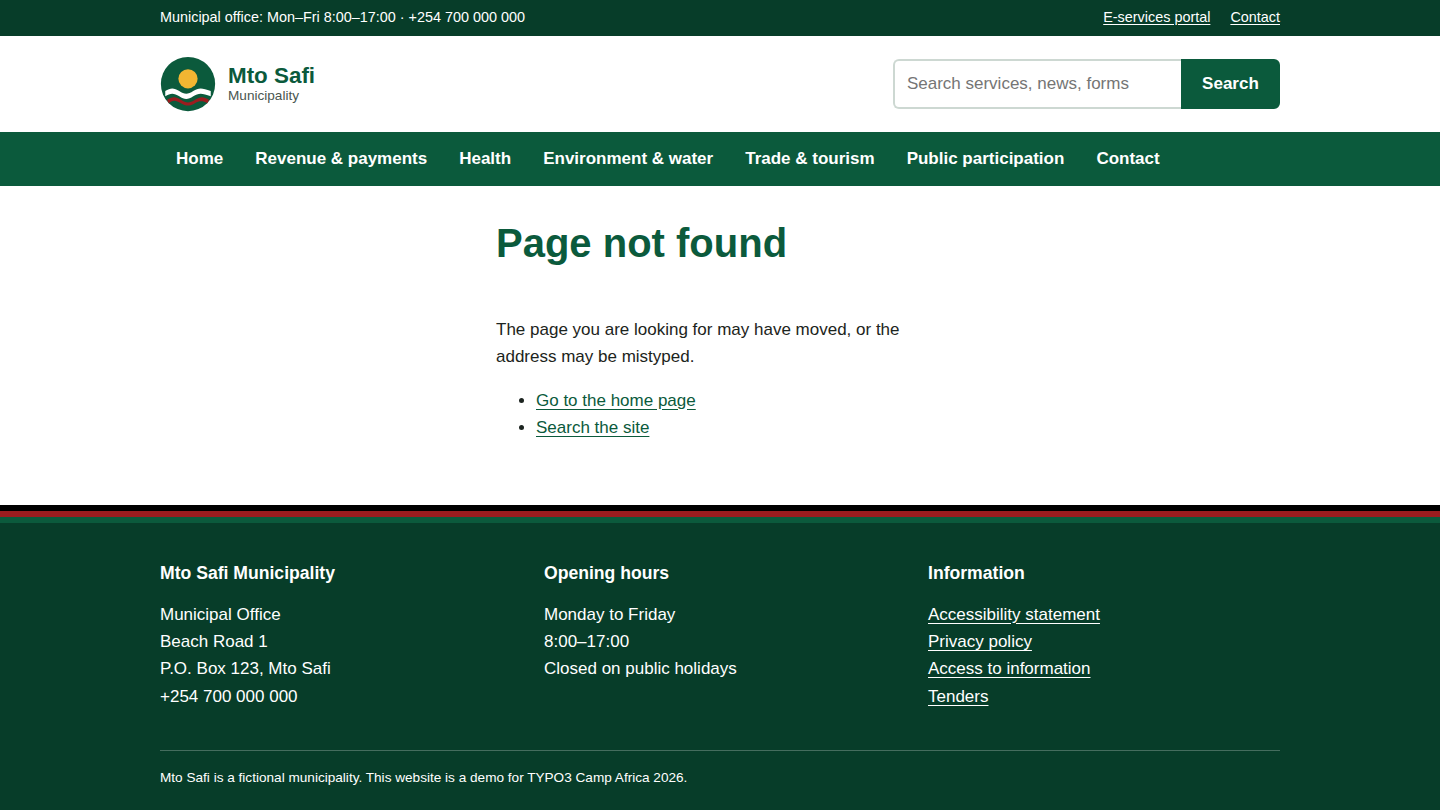 Municipal office: Mon–Fri 8:00–17:00 · +254 700 000 000
E-services portal
Contact
Mto Safi
Municipality
Search services, news, forms
Search
Home
Revenue & payments
Health
Environment & water
Trade & tourism
Public participation
Contact
Page not found
The page you are looking for may have moved, or the
address may be mistyped.
Go to the home page
Search the site
Mto Safi Municipality
Municipal Office
Beach Road 1
P.O. Box 123, Mto Safi
+254 700 000 000
Opening hours
Monday to Friday
8:00–17:00
Closed on public holidays
Information
Accessibility statement
Privacy policy
Access to information
Tenders
Mto Safi is a fictional municipality. This website is a demo for TYPO3 Camp Africa 2026.